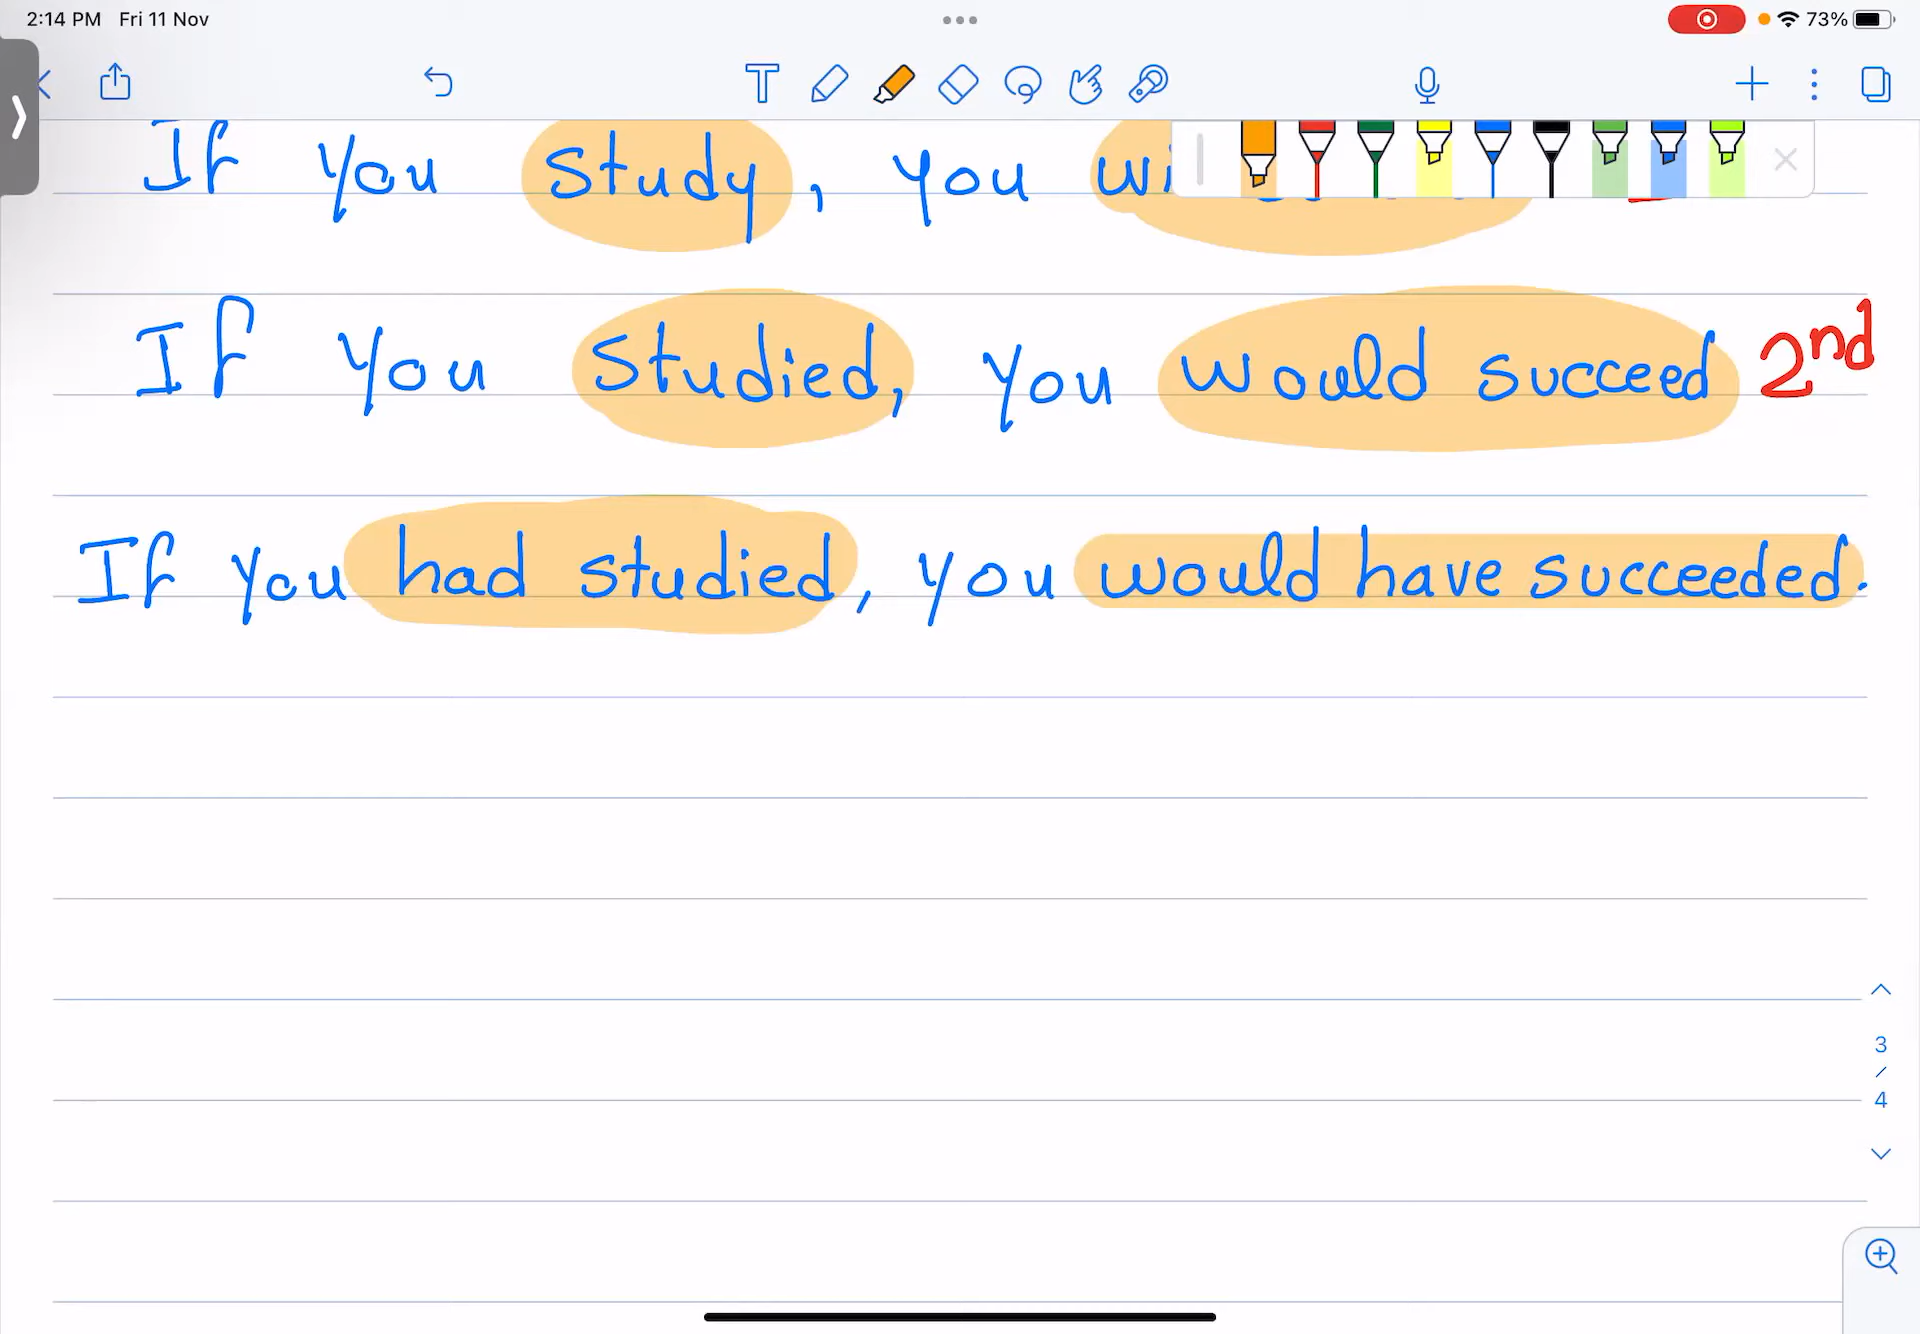 2:14 PM Fri 11 Nov 73%
If you study, you
If you studied, you would succeed 2nd
If you had studied, you would have succeeded.
3
/
4